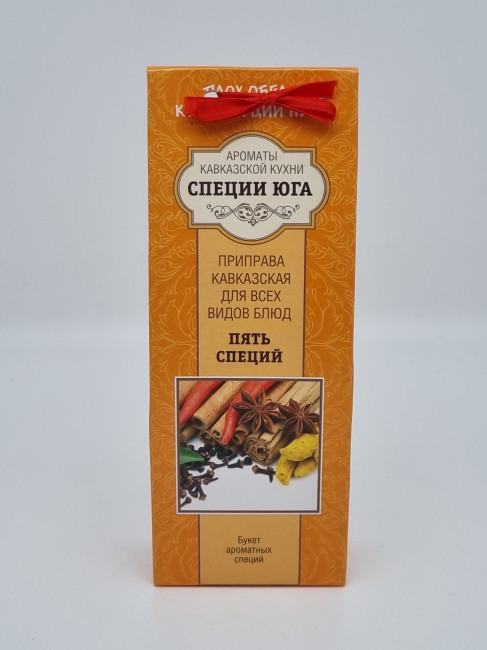 АРОМАТЫ
КАВКАЗСКОЙ КУХНИ
СПЕЦИИ ЮГА
ПРИПРАВА
КАВКАЗСКАЯ
ДЛЯ ВСЕХ
ВИДОВ БЛЮД
ПЯТЬ
СПЕЦИЙ
Букет
ароматных
специй